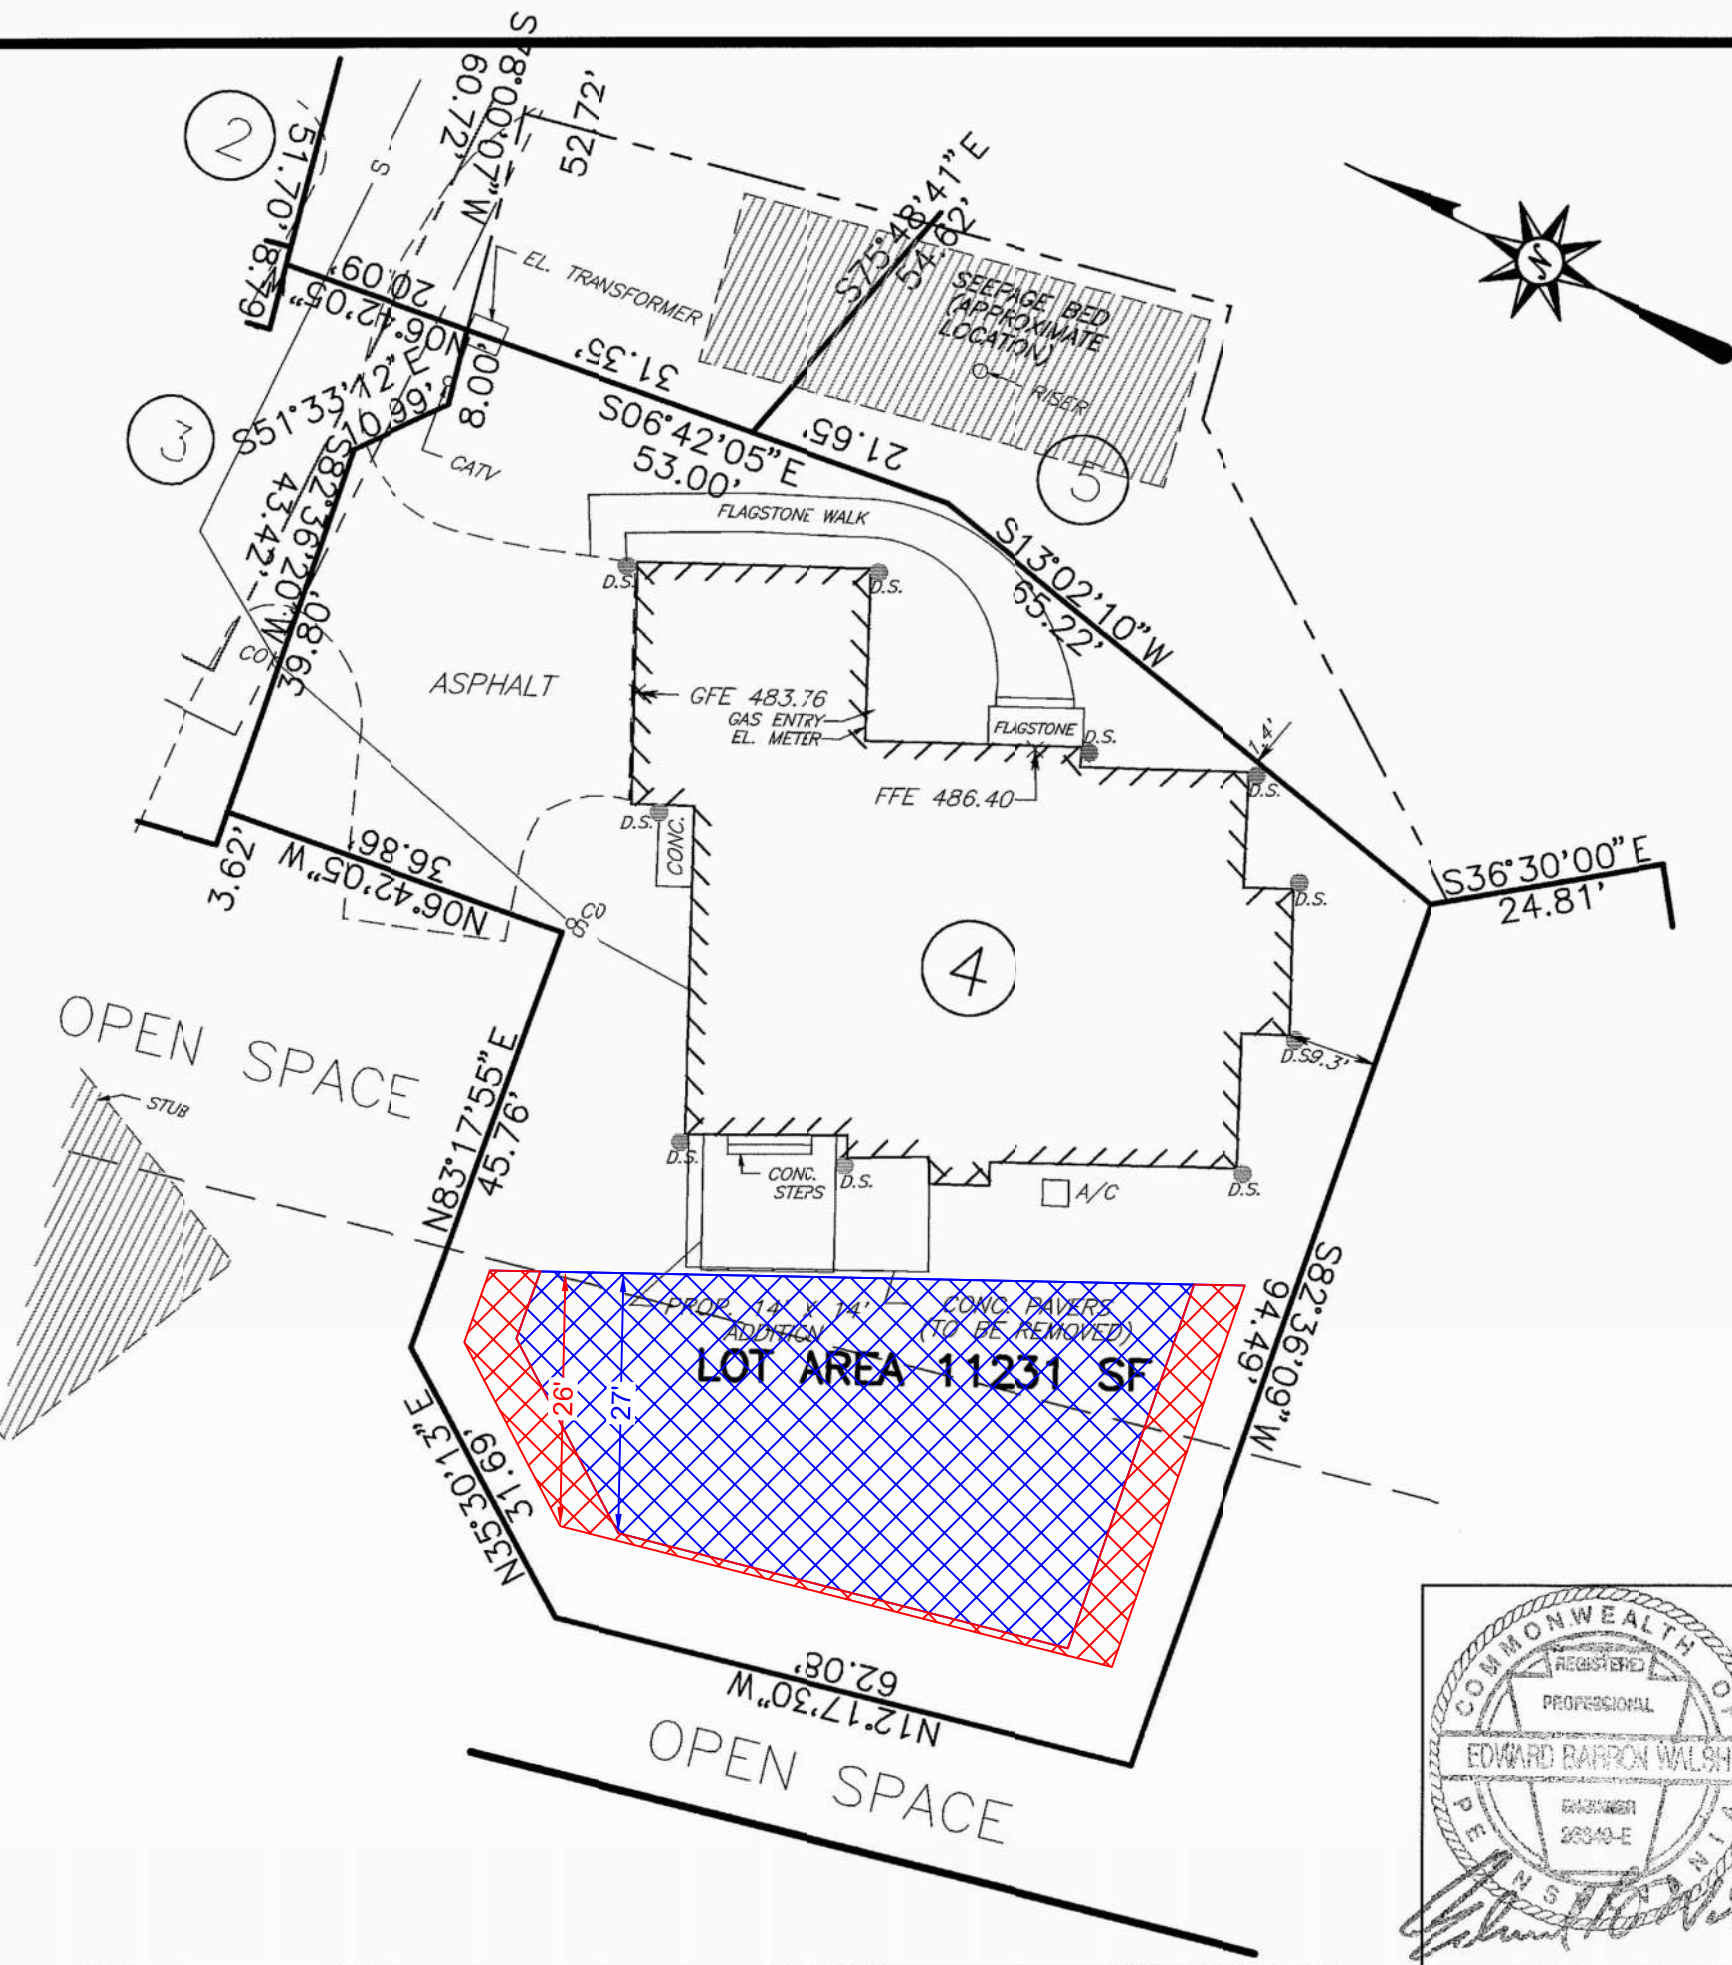 S
S78°00'07"W
60.72'
52.72'
2
51.70'
18.79'
S
S75°48'41"E
54.62'
N
EL. TRANSFORMER
SEEPAGE BED
(APPROXIMATE
LOCATION)
RISER
20.09'
N06°42'05"W
31.35'
S06°42'05"E
53.00'
21.65'
8.00'
3
S51°33'12"E
10.99'
CATV
5
S82°36'20"W
43.42'
39.80'
FLAGSTONE WALK
S13°02'10"W
65.22'
D.S.
D.S.
CO
ASPHALT
GFE 483.76
GAS ENTRY
EL. METER
FLAGSTONE
D.S.
1.4'
D.S.
FFE 486.40
D.S.
CONC.
3.62'
36.86'
N06°42'05"W
CO
S36°30'00"E
24.81'
D.S.
4
OPEN SPACE
STUB
D.S.
9.3'
N83°17'55"E
45.76'
D.S.
CONC.
STEPS
D.S.
A/C
D.S.
S82°36'09"W
94.49'
PROP. 14' X 14'
ADDITION
CONC. PAVERS
(TO BE REMOVED)
LOT AREA 11231 SF
26'
27'
N35°30'13"E
31.69'
62.08'
N12°17'30"W
OPEN SPACE
COMMONWEALTH OF
REGISTERED
PROFESSIONAL
EDWARD BARRON WALSH
ENGINEER